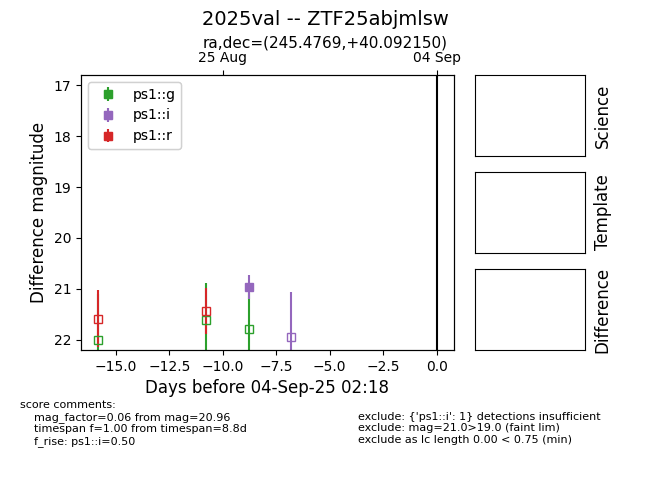 2025val -- ZTF25abjmlsw
ra,dec=(245.4769,+40.092150)
25 Aug
04 Sep
ps1::g
ps1::i
ps1::r
17
18
19
20
21
22
Difference magnitude
−15.0
−12.5
−10.0
−7.5
−5.0
−2.5
0.0
Days before 04-Sep-25 02:18
Science
Template
Difference
score comments:
mag_factor=0.06 from mag=20.96
timespan f=1.00 from timespan=8.8d
f_rise: ps1::i=0.50
exclude: {'ps1::i': 1} detections insufficient
exclude: mag=21.0>19.0 (faint lim)
exclude as lc length 0.00 < 0.75 (min)